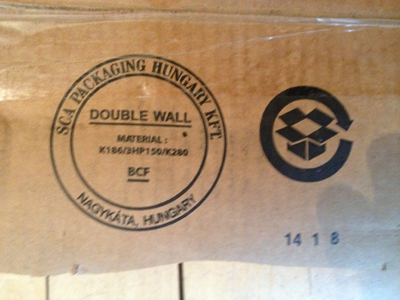 SCA PACKAGING HUNGARY KFT.
DOUBLE WALL
MATERIAL :
K186/3HP150/K280
BCF
NAGYKÁTA, HUNGARY
14 1 8